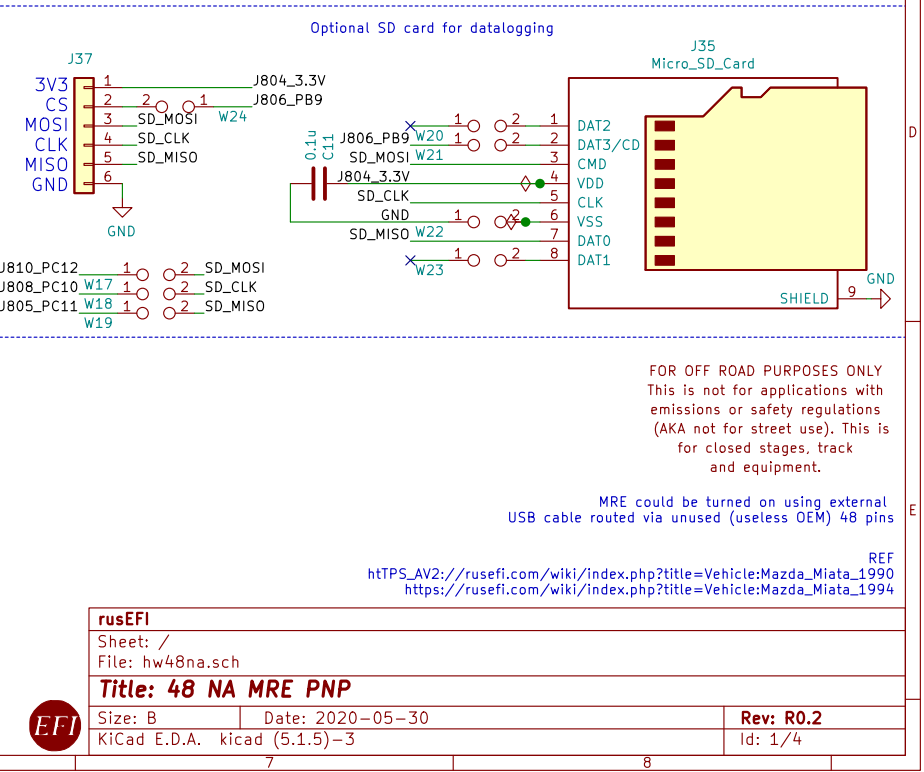 Optional SD card for datalogging
J37
3V3 1 J804_3.3V
CS 2 2 1 J806_PB9
W24
MOSI 3 SD_MOSI
CLK 4 SD_CLK
MISO 5 SD_MISO
GND 6
GND
J810_PC12 1 2 SD_MOSI
W17
J808_PC10 1 2 SD_CLK
W18
J805_PC11 1 2 SD_MISO
W19
0.1u
C11
J35
Micro_SD_Card
1 2 1 DAT2
W20
J806_PB9 1 2 2 DAT3/CD
W21
SD_MOSI 3 CMD
J804_3.3V 4 VDD
SD_CLK 5 CLK
GND 1 2 6 VSS
W22
SD_MISO 7 DAT0
1 2 8 DAT1
W23
SHIELD 9 GND
D
FOR OFF ROAD PURPOSES ONLY
This is not for applications with
emissions or safety regulations
(AKA not for street use). This is
for closed stages, track
and equipment.
MRE could be turned on using external
USB cable routed via unused (useless OEM) 48 pins
E
REF
htTPS_AV2://rusefi.com/wiki/index.php?title=Vehicle:Mazda_Miata_1990
https://rusefi.com/wiki/index.php?title=Vehicle:Mazda_Miata_1994
rusEFI
Sheet: /
File: hw48na.sch
Title: 48 NA MRE PNP
EFI
Size: B Date: 2020-05-30 Rev: R0.2
KiCad E.D.A. kicad (5.1.5)-3 Id: 1/4
7 8